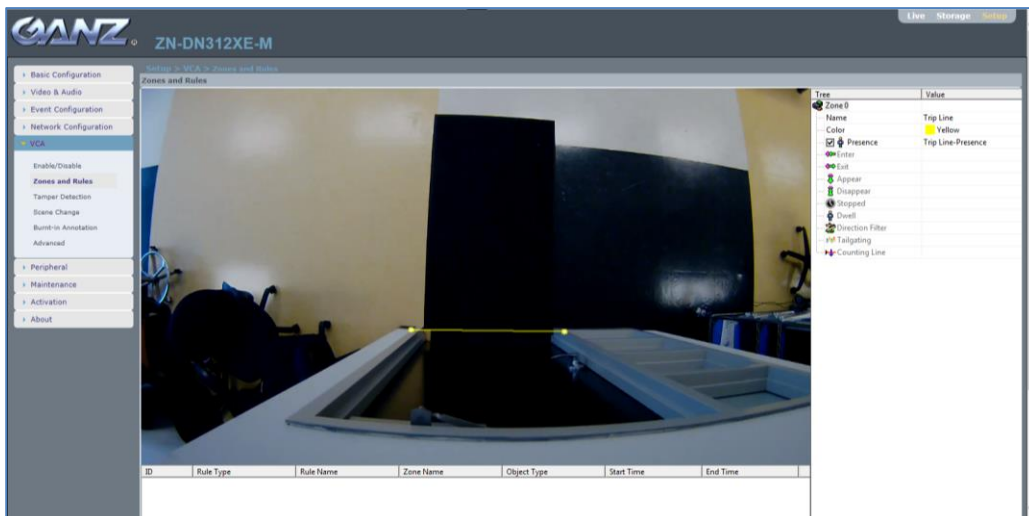 GANZ
ZN-DN312XE-M
Live Storage Setup
Setup > VCA > Zones and Rules
Zones and Rules
Basic Configuration
Video & Audio
Event Configuration
Network Configuration
VCA
Enable/Disable
Zones and Rules
Tamper Detection
Scene Change
Burnt-in Annotation
Advanced
Peripheral
Maintenance
Activation
About
Tree Value
Zone 0
Name Trip Line
Color Yellow
Presence Trip Line-Presence
Enter
Exit
Appear
Disappear
Stopped
Dwell
Direction Filter
Tailgating
Counting Line
ID Rule Type Rule Name Zone Name Object Type Start Time End Time